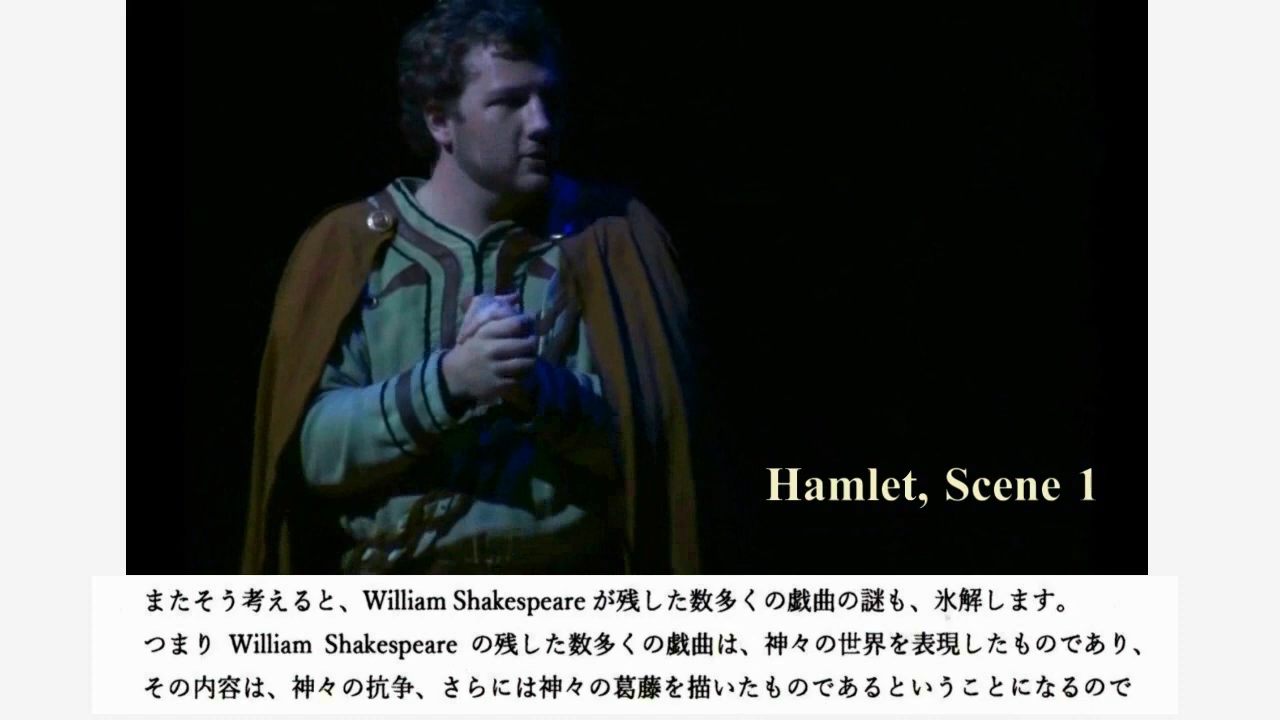 Hamlet, Scene 1
またそう考えると、William Shakespeare が残した数多くの戯曲の謎も、氷解します。
つまり William Shakespeare の残した数多くの戯曲は、神々の世界を表現したものであり、
その内容は、神々の抗争、さらには神々の葛藤を描いたものであるということになるので